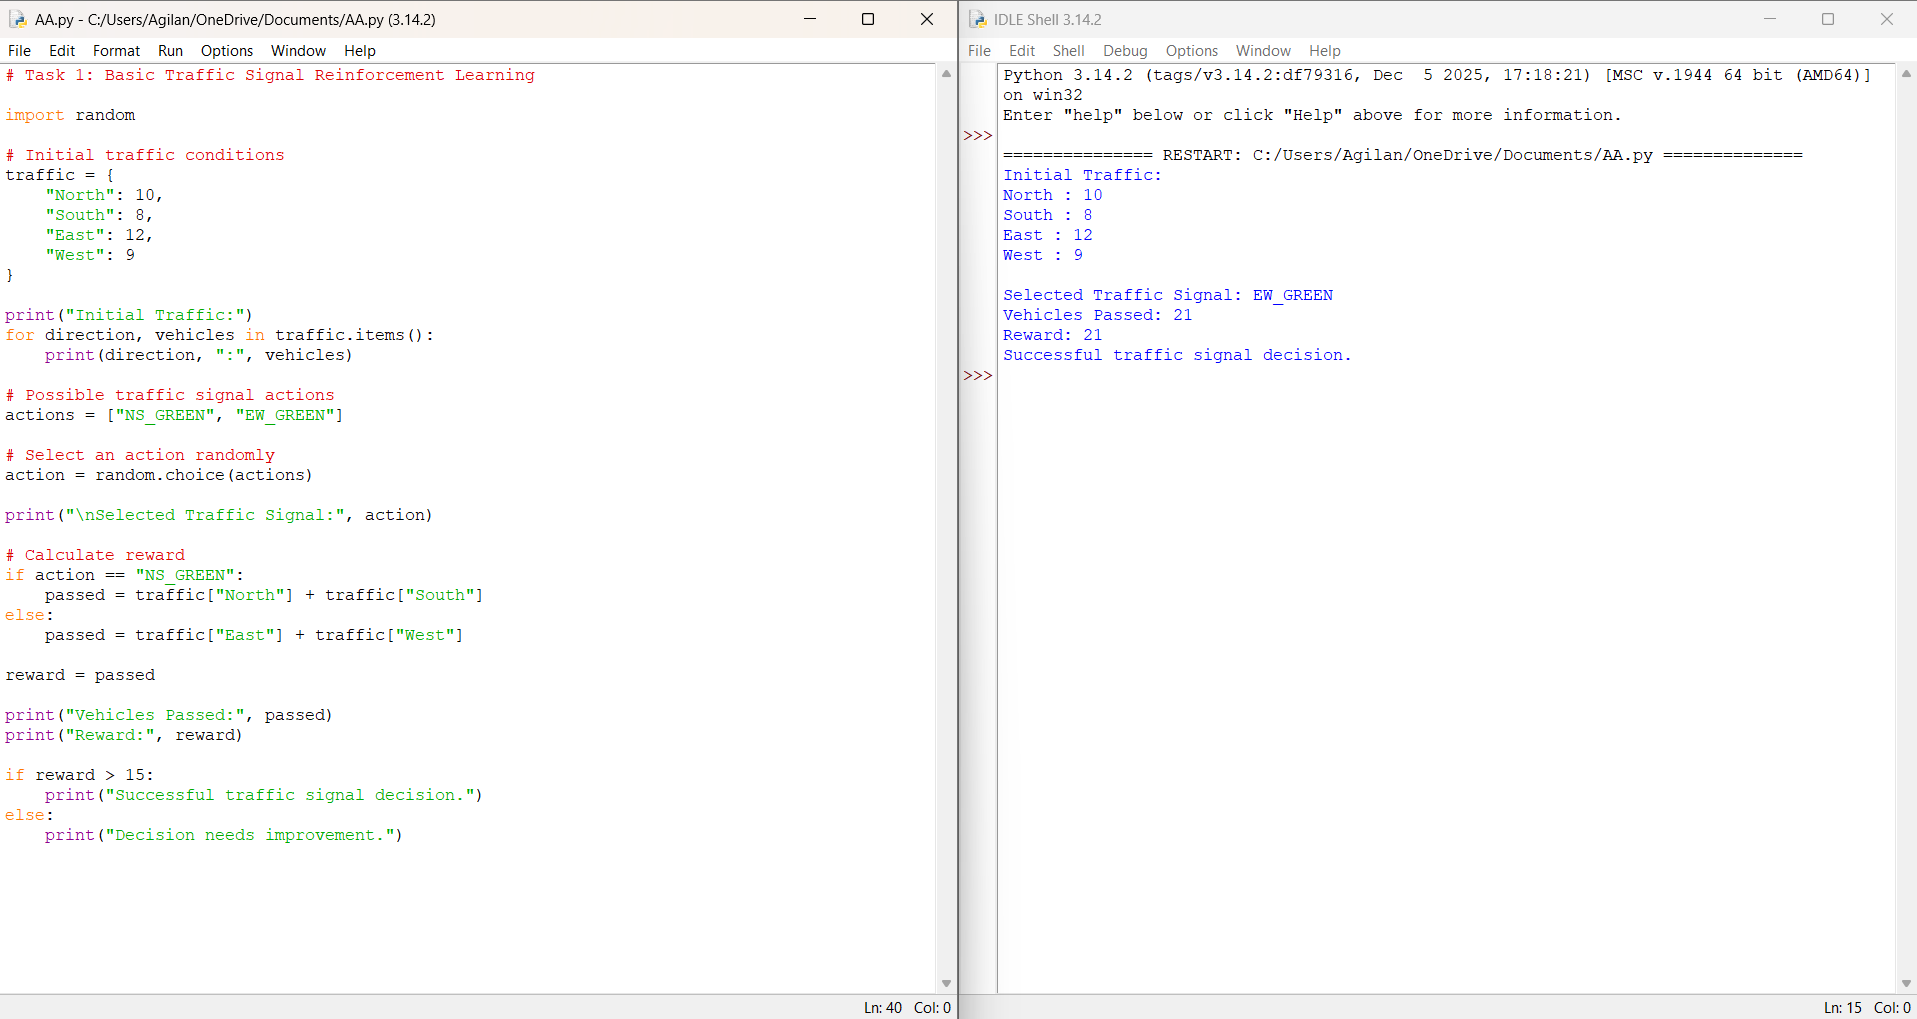 AA.py - C:/Users/Agilan/OneDrive/Documents/AA.py (3.14.2)
File Edit Format Run Options Window Help
# Task 1: Basic Traffic Signal Reinforcement Learning

import random

# Initial traffic conditions
traffic = {
    "North": 10,
    "South": 8,
    "East": 12,
    "West": 9
}

print("Initial Traffic:")
for direction, vehicles in traffic.items():
    print(direction, ":", vehicles)

# Possible traffic signal actions
actions = ["NS_GREEN", "EW_GREEN"]

# Select an action randomly
action = random.choice(actions)

print("\nSelected Traffic Signal:", action)

# Calculate reward
if action == "NS_GREEN":
    passed = traffic["North"] + traffic["South"]
else:
    passed = traffic["East"] + traffic["West"]

reward = passed

print("Vehicles Passed:", passed)
print("Reward:", reward)

if reward > 15:
    print("Successful traffic signal decision.")
else:
    print("Decision needs improvement.")
Ln: 40 Col: 0
IDLE Shell 3.14.2
File Edit Shell Debug Options Window Help
Python 3.14.2 (tags/v3.14.2:df79316, Dec  5 2025, 17:18:21) [MSC v.1944 64 bit (AMD64)]
on win32
Enter "help" below or click "Help" above for more information.
>>>
=============== RESTART: C:/Users/Agilan/OneDrive/Documents/AA.py ==============
Initial Traffic:
North : 10
South : 8
East : 12
West : 9

Selected Traffic Signal: EW_GREEN
Vehicles Passed: 21
Reward: 21
Successful traffic signal decision.
>>>
Ln: 15 Col: 0